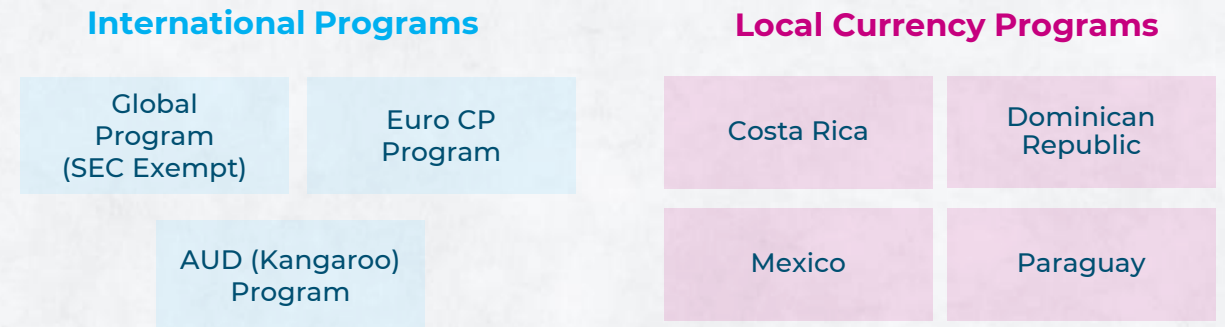 International Programs
Global
Program
(SEC Exempt)
Euro CP
Program
AUD (Kangaroo)
Program
Local Currency Programs
Costa Rica
Dominican
Republic
Mexico
Paraguay